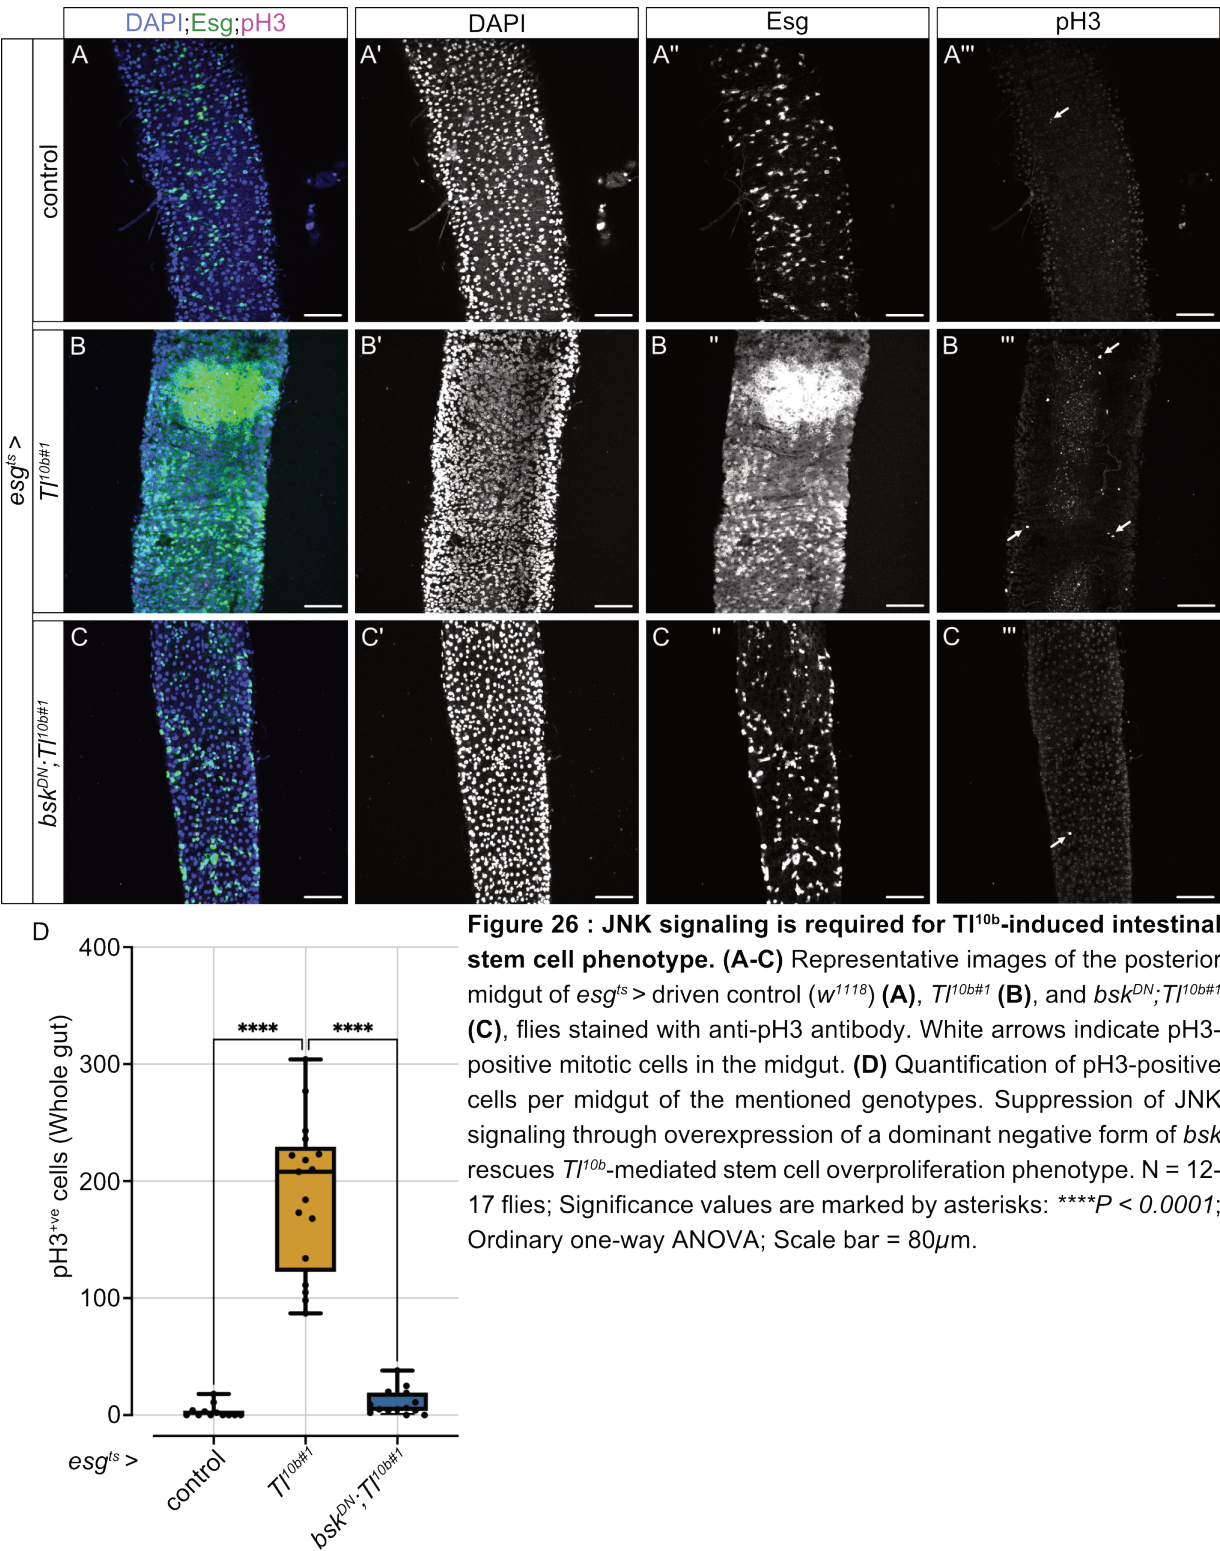 DAPI;Esg;pH3 DAPI Esg pH3
A A' A'' A'''
control
B B' B '' B '''
esgts >
Tl10b#1
C C' C '' C '''
bskDN;Tl10b#1
Figure 26 : JNK signaling is required for Tl10b-induced intestinal
stem cell phenotype. (A-C) Representative images of the posterior
midgut of esgts > driven control (w1118) (A), Tl10b#1 (B), and bskDN;Tl10b#1
(C), flies stained with anti-pH3 antibody. White arrows indicate pH3-
positive mitotic cells in the midgut. (D) Quantification of pH3-positive
cells per midgut of the mentioned genotypes. Suppression of JNK
signaling through overexpression of a dominant negative form of bsk
rescues Tl10b-mediated stem cell overproliferation phenotype. N = 12-
17 flies; Significance values are marked by asterisks: ****P < 0.0001;
Ordinary one-way ANOVA; Scale bar = 80µm.
D
pH3+ve cells (Whole gut)
400
300
200
100
0
**** ****
esgts >
control
Tl10b#1
bskDN;Tl10b#1